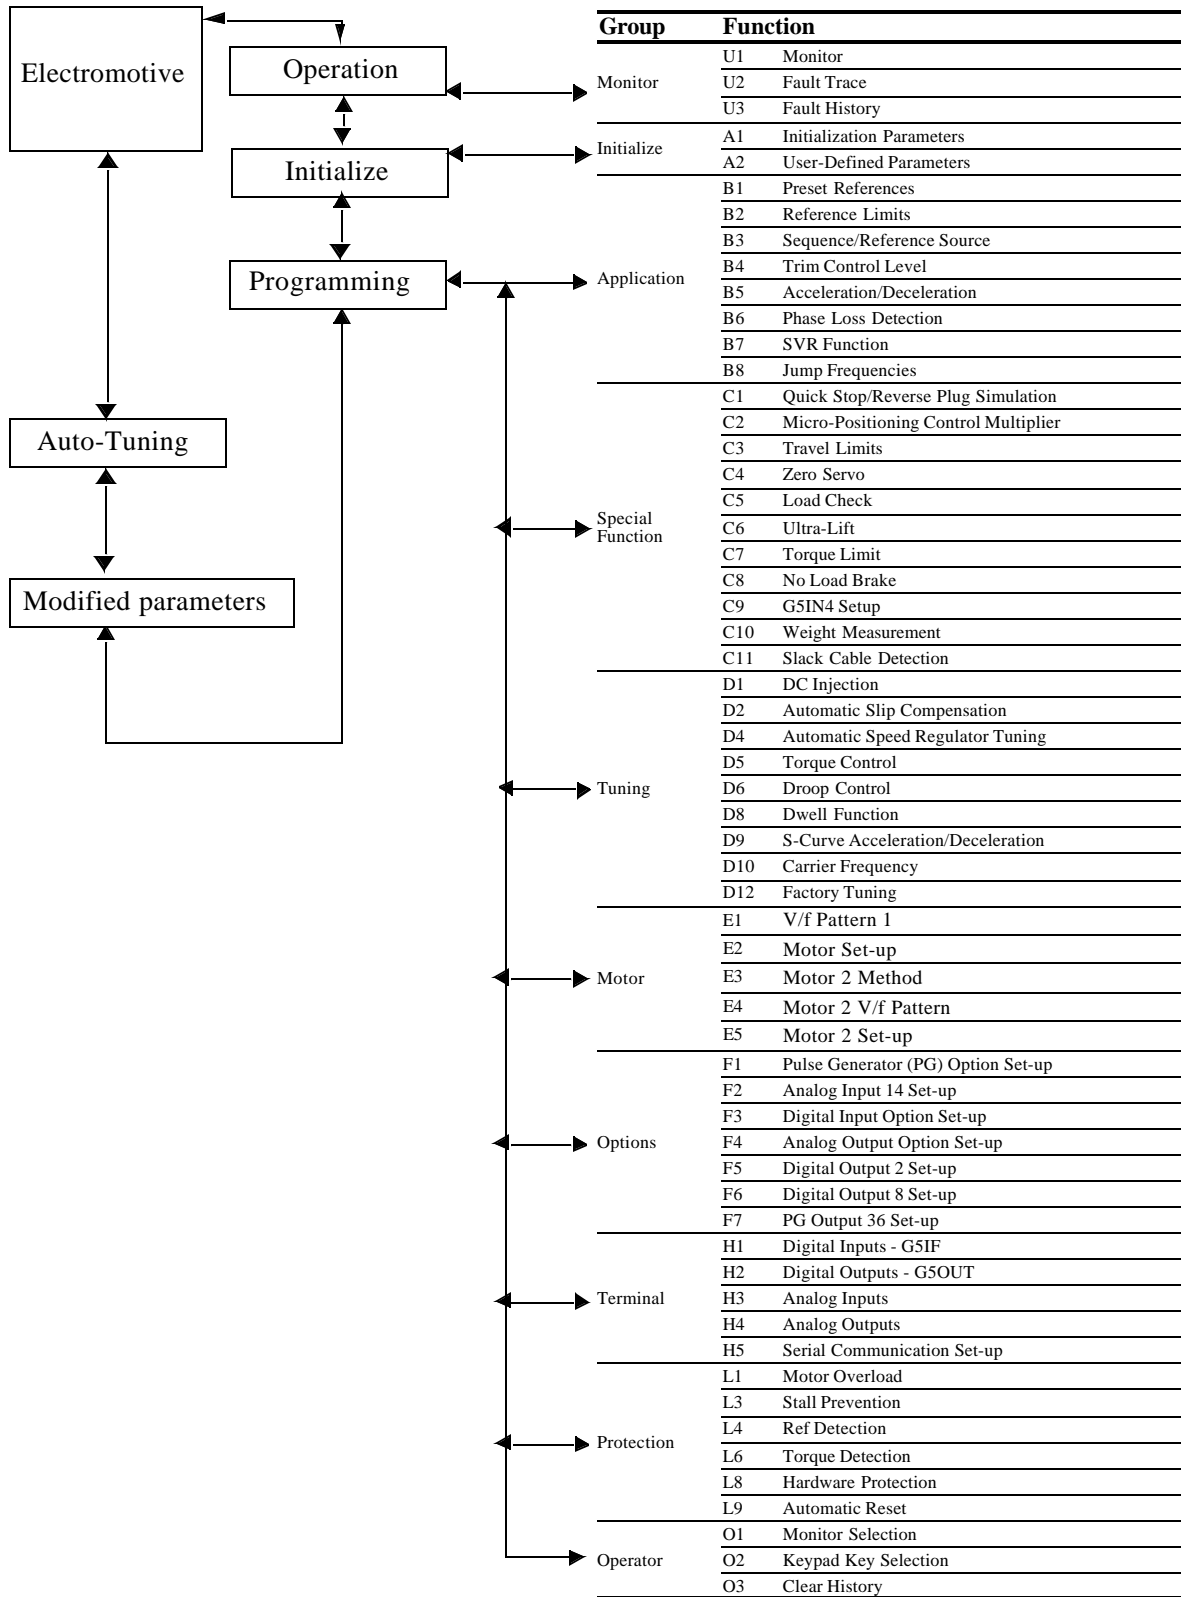 Electromotive
Operation
Initialize
Programming
Auto-Tuning
Modified parameters
Group Function
Monitor
U1 Monitor
U2 Fault Trace
U3 Fault History
Initialize
A1 Initialization Parameters
A2 User-Defined Parameters
Application
B1 Preset References
B2 Reference Limits
B3 Sequence/Reference Source
B4 Trim Control Level
B5 Acceleration/Deceleration
B6 Phase Loss Detection
B7 SVR Function
B8 Jump Frequencies
Special
Function
C1 Quick Stop/Reverse Plug Simulation
C2 Micro-Positioning Control Multiplier
C3 Travel Limits
C4 Zero Servo
C5 Load Check
C6 Ultra-Lift
C7 Torque Limit
C8 No Load Brake
C9 G5IN4 Setup
C10 Weight Measurement
C11 Slack Cable Detection
Tuning
D1 DC Injection
D2 Automatic Slip Compensation
D4 Automatic Speed Regulator Tuning
D5 Torque Control
D6 Droop Control
D8 Dwell Function
D9 S-Curve Acceleration/Deceleration
D10 Carrier Frequency
D12 Factory Tuning
Motor
E1 V/f Pattern 1
E2 Motor Set-up
E3 Motor 2 Method
E4 Motor 2 V/f Pattern
E5 Motor 2 Set-up
Options
F1 Pulse Generator (PG) Option Set-up
F2 Analog Input 14 Set-up
F3 Digital Input Option Set-up
F4 Analog Output Option Set-up
F5 Digital Output 2 Set-up
F6 Digital Output 8 Set-up
F7 PG Output 36 Set-up
Terminal
H1 Digital Inputs - G5IF
H2 Digital Outputs - G5OUT
H3 Analog Inputs
H4 Analog Outputs
H5 Serial Communication Set-up
Protection
L1 Motor Overload
L3 Stall Prevention
L4 Ref Detection
L6 Torque Detection
L8 Hardware Protection
L9 Automatic Reset
Operator
O1 Monitor Selection
O2 Keypad Key Selection
O3 Clear History